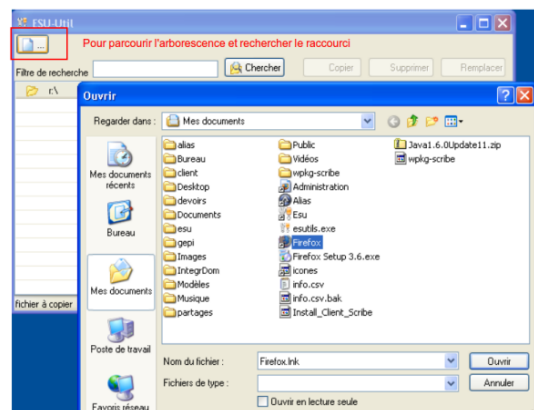 ESU-Util
...
Pour parcourir l'arborescence et rechercher le raccourci
Filtre de recherche
Chercher
Copier
Supprimer
Remplacer
r:\
Ouvrir
Regarder dans :
Mes documents
alias
Bureau
client
Desktop
devoirs
Documents
esu
gepi
Images
IntegrDom
Modèles
Musique
partages
Public
Vidéos
wpkg-scribe
Administration
Alias
Esu
esutils.exe
Firefox
Firefox Setup 3.6.exe
icones
info.csv
info.csv.bak
Install_Client_Scribe
Java1.6.0Update11.zip
wpkg-scribe
Mes documents
récents
Bureau
Mes documents
Poste de travail
Favoris réseau
fichier à copier
Nom du fichier :
Firefox.lnk
Ouvrir
Fichiers de type :
Annuler
Ouvrir en lecture seule